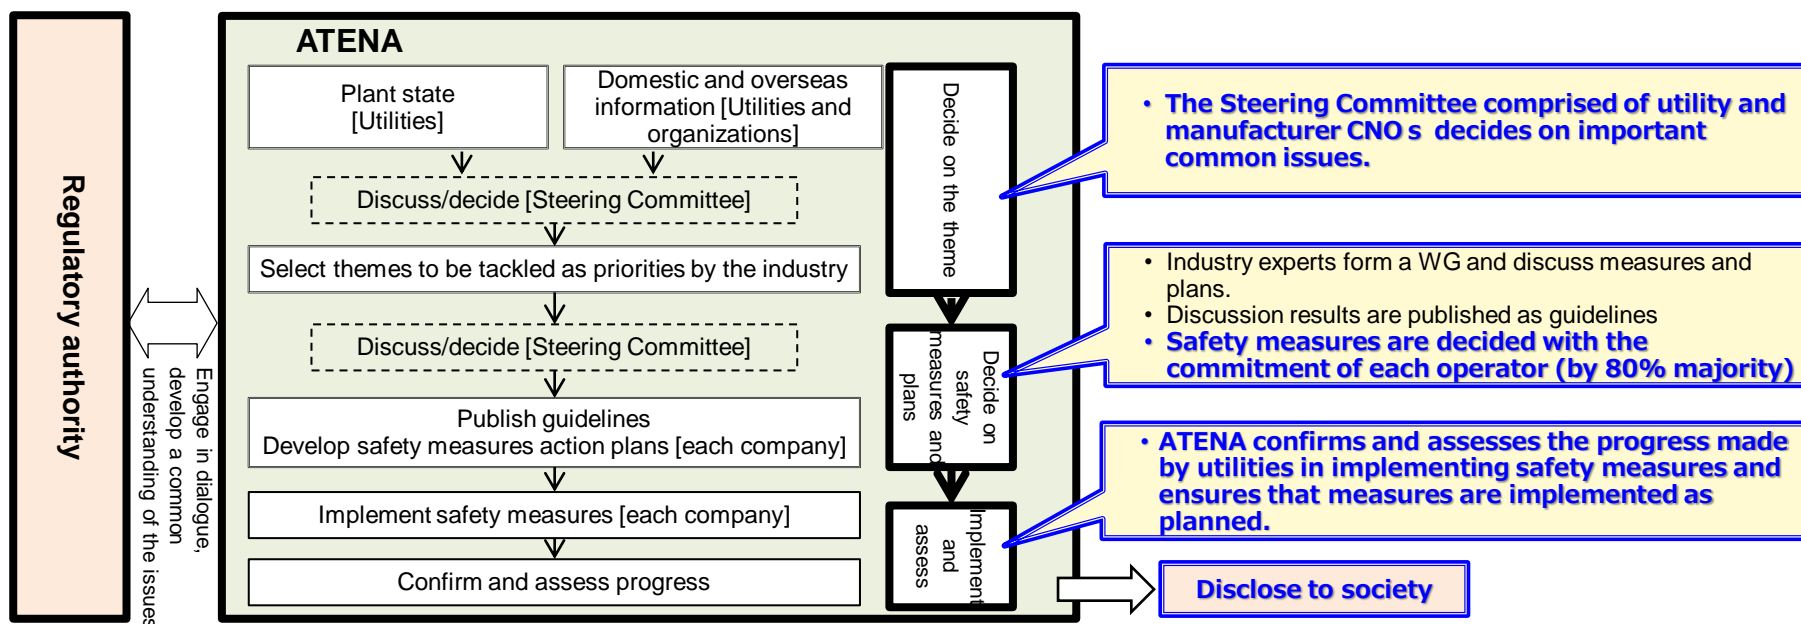 Regulatory authority
Engage in dialogue,
develop a common
understanding of the issues
ATENA
Plant state
[Utilities]
Domestic and overseas
information [Utilities and
organizations]
Discuss/decide [Steering Committee]
Select themes to be tackled as priorities by the industry
Discuss/decide [Steering Committee]
Publish guidelines
Develop safety measures action plans [each company]
Implement safety measures [each company]
Confirm and assess progress
Decide on the theme
Decide on
safety
measures and
plans
Implement
and
assess
• The Steering Committee comprised of utility and
manufacturer CNO s decides on important
common issues.
• Industry experts form a WG and discuss measures and
plans.
• Discussion results are published as guidelines
• Safety measures are decided with the
commitment of each operator (by 80% majority)
• ATENA confirms and assesses the progress made
by utilities in implementing safety measures and
ensures that measures are implemented as
planned.
Disclose to society